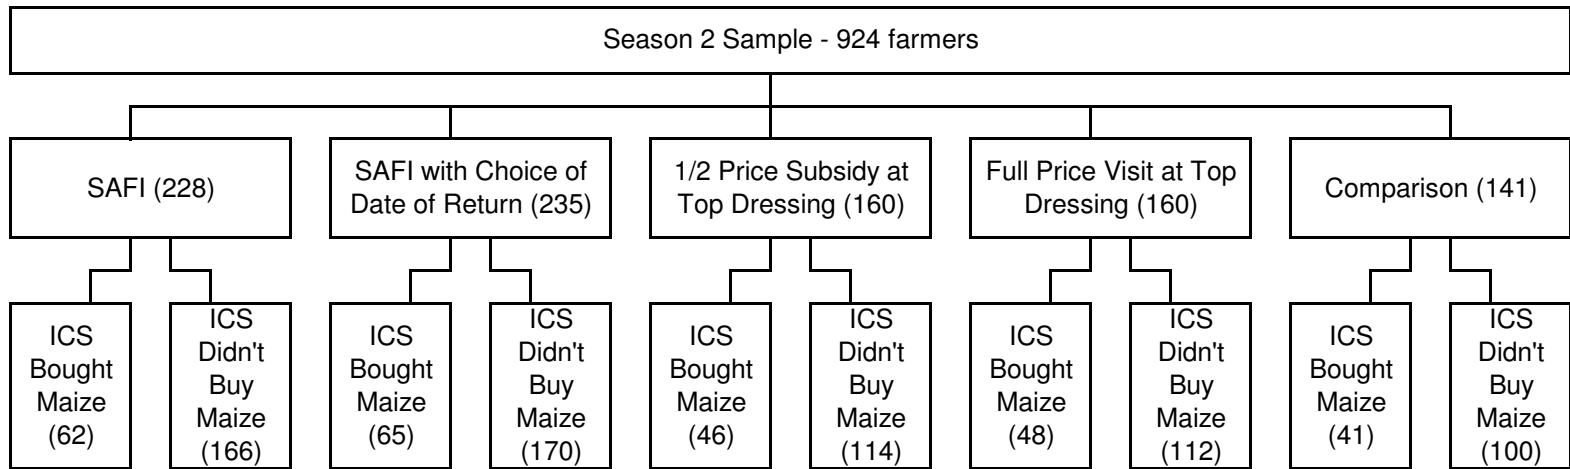 Season 2 Sample - 924 farmers
SAFI (228)
SAFI with Choice of
Date of Return (235)
1/2 Price Subsidy at
Top Dressing (160)
Full Price Visit at Top
Dressing (160)
Comparison (141)
ICS
Bought
Maize
(62)
ICS
Didn't
Buy
Maize
(166)
ICS
Bought
Maize
(65)
ICS
Didn't
Buy
Maize
(170)
ICS
Bought
Maize
(46)
ICS
Didn't
Buy
Maize
(114)
ICS
Bought
Maize
(48)
ICS
Didn't
Buy
Maize
(112)
ICS
Bought
Maize
(41)
ICS
Didn't
Buy
Maize
(100)